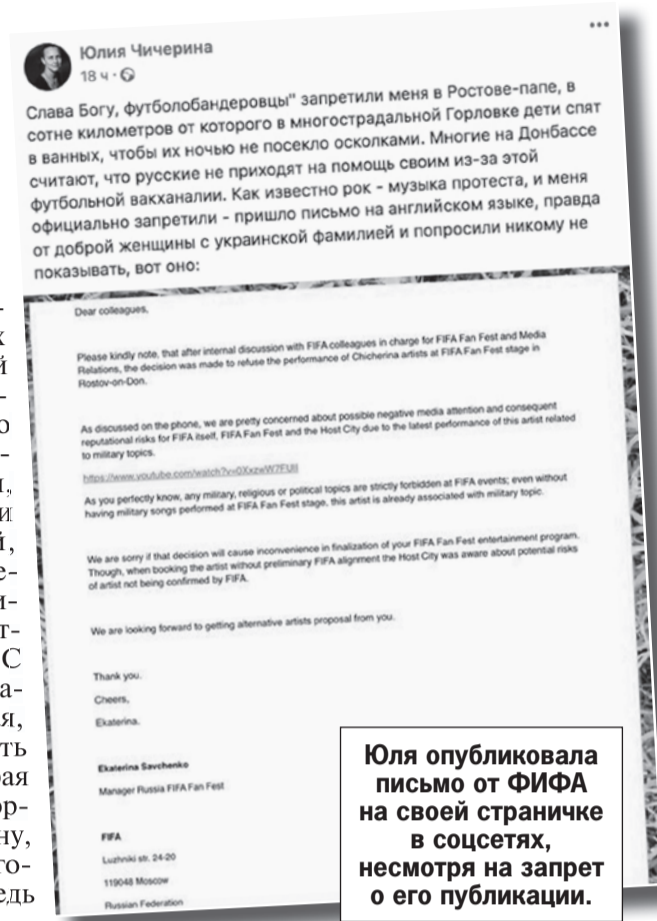 Юлия Чичерина
18 ч
Слава Богу, футболобандеровцы" запретили меня в Ростове-папе, в
сотне километров от которого в многострадальной Горловке дети спят
в ванных, чтобы их ночью не посекло осколками. Многие на Донбассе
считают, что русские не приходят на помощь своим из-за этой
футбольной вакханалии. Как известно рок - музыка протеста, и меня
официально запретили - пришло письмо на английском языке, правда
от доброй женщины с украинской фамилией и попросили никому не
показывать, вот оно:
Dear colleagues,
Please kindly note, that after internal discussion with FIFA colleagues in charge for FIFA Fan Fest and Media
Relations, the decision was made to refuse the performance of Chicherina artists at FIFA Fan Fest stage in
Rostov-on-Don.
As discussed on the phone, we are pretty concerned about possible negative media attention and consequent
reputational risks for FIFA itself, FIFA Fan Fest and the Host City due to the latest performance of this artist related
to military topics.
https://www.youtube.com/watch?v=0XxzwW7FUII
As you perfectly know, any military, religious or political topics are strictly forbidden at FIFA events; even without
having military songs performed at FIFA Fan Fest stage, this artist is already associated with military topic.
We are sorry if that decision will cause inconvenience in finalization of your FIFA Fan Fest entertainment program.
Though, when booking the artist without preliminary FIFA alignment the Host City was aware about potential risks
of artist not being confirmed by FIFA.
We are looking forward to getting alternative artists proposal from you.
Thank you.
Cheers,
Ekaterina.
Ekaterina Savchenko
Manager Russia FIFA Fan Fest
FIFA
Luzhniki str. 24-20
119048 Moscow
Russian Federation
Юля опубликовала
письмо от ФИФА
на своей страничке
в соцсетях,
несмотря на запрет
о его публикации.